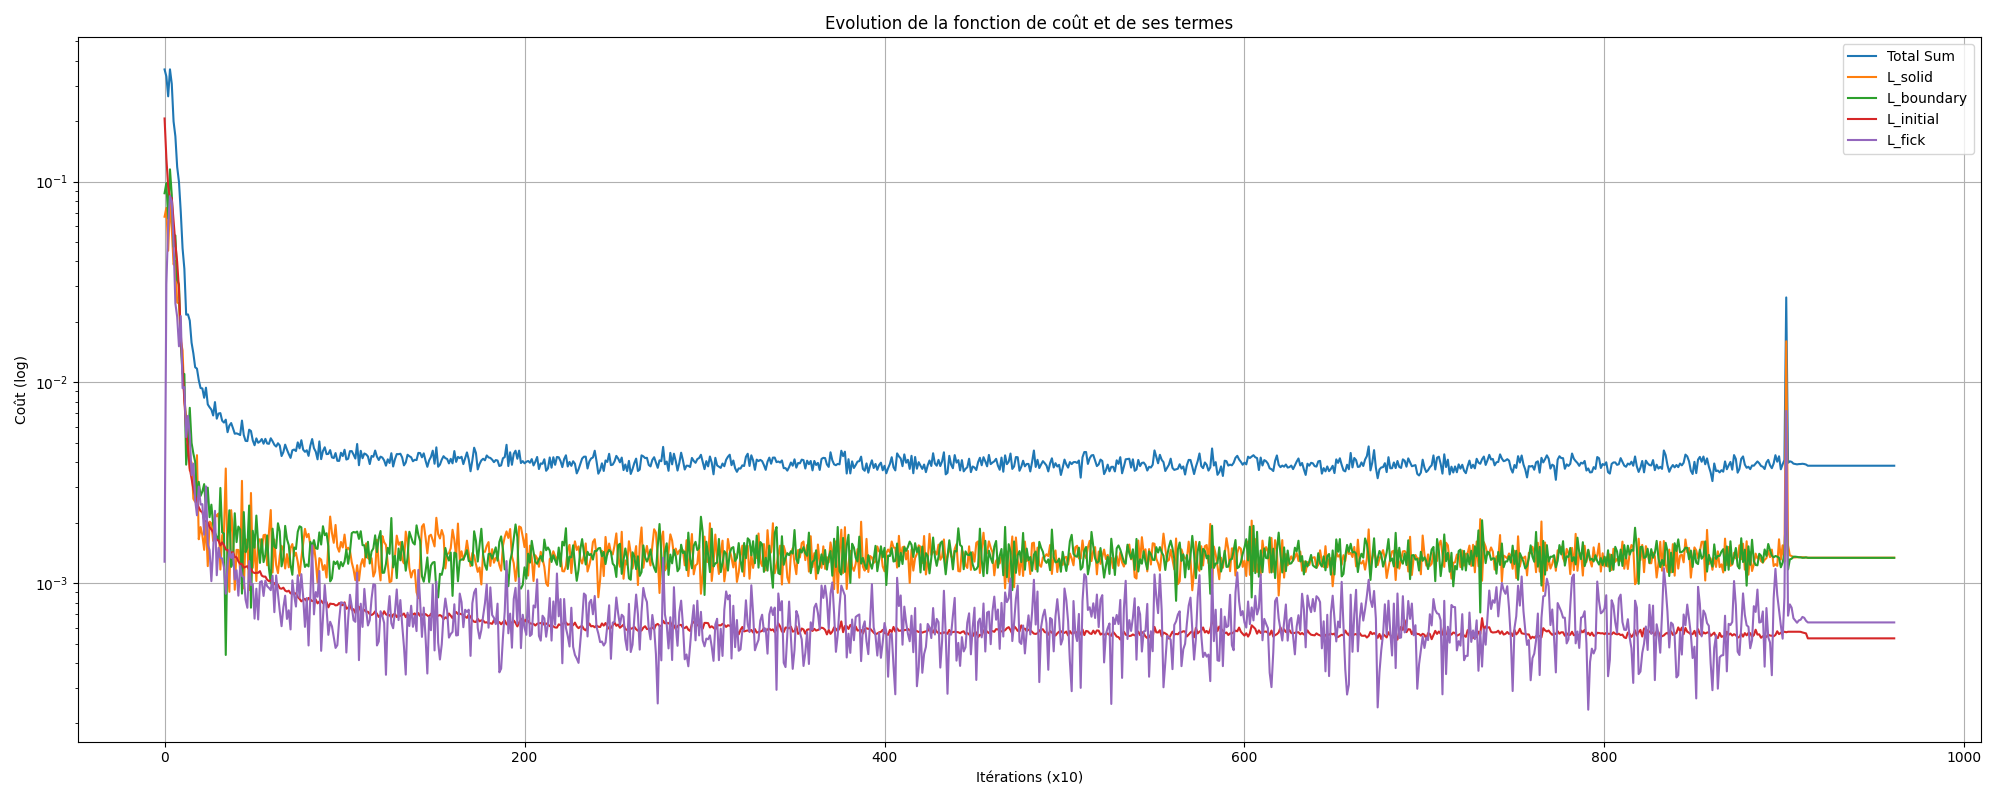 Evolution de la fonction de coût et de ses termes
Total Sum
L_solid
L_boundary
L_initial
L_fick
Coût (log)
10⁻¹
10⁻²
10⁻³
0
200
400
600
800
1000
Itérations (x10)